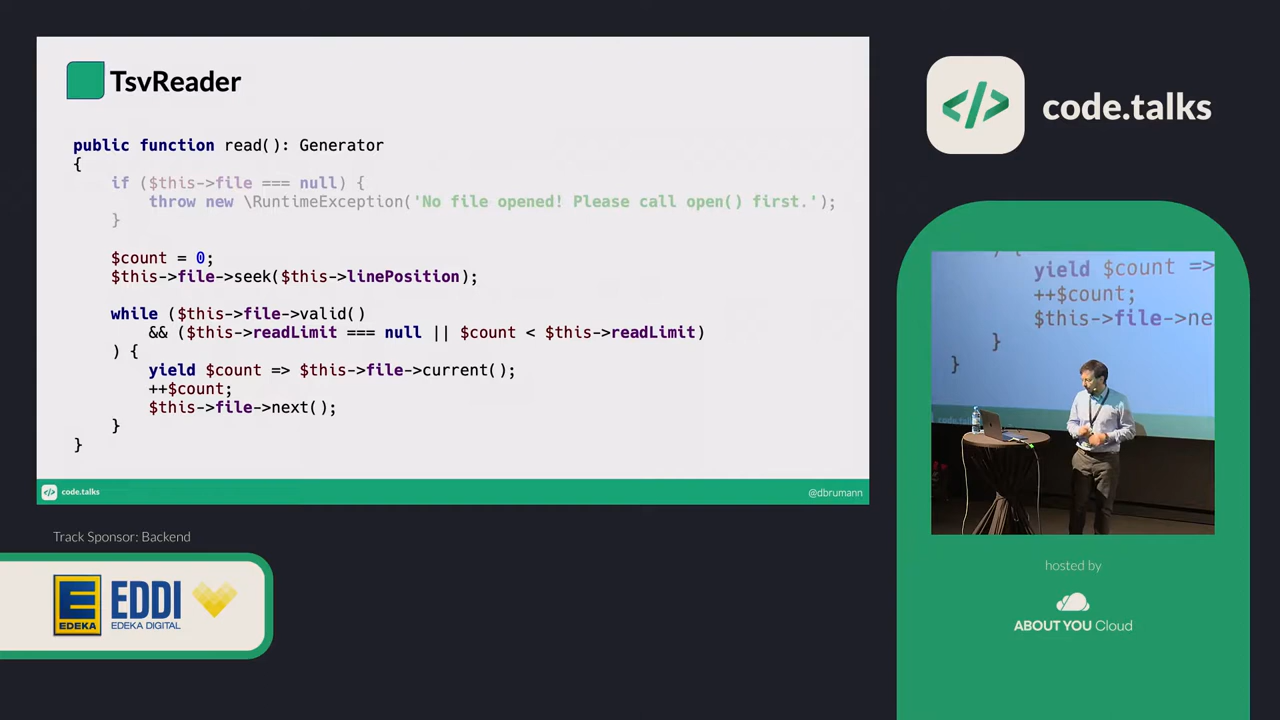 TsvReader
public function read(): Generator
{
if ($this->file === null) {
throw new \RuntimeException('No file opened! Please call open() first.');
}
$count = 0;
$this->file->seek($this->linePosition);
while ($this->file->valid()
&& ($this->readLimit === null || $count < $this->readLimit)
) {
yield $count => $this->file->current();
++$count;
$this->file->next();
}
}
</> code.talks
@dbrumann
</> code.talks
yield $count =>
++$count;
$this->file->ne
}
}
hosted by
ABOUT YOU Cloud
Track Sponsor: Backend
E
EDEKA
EDDI
EDEKA DIGITAL